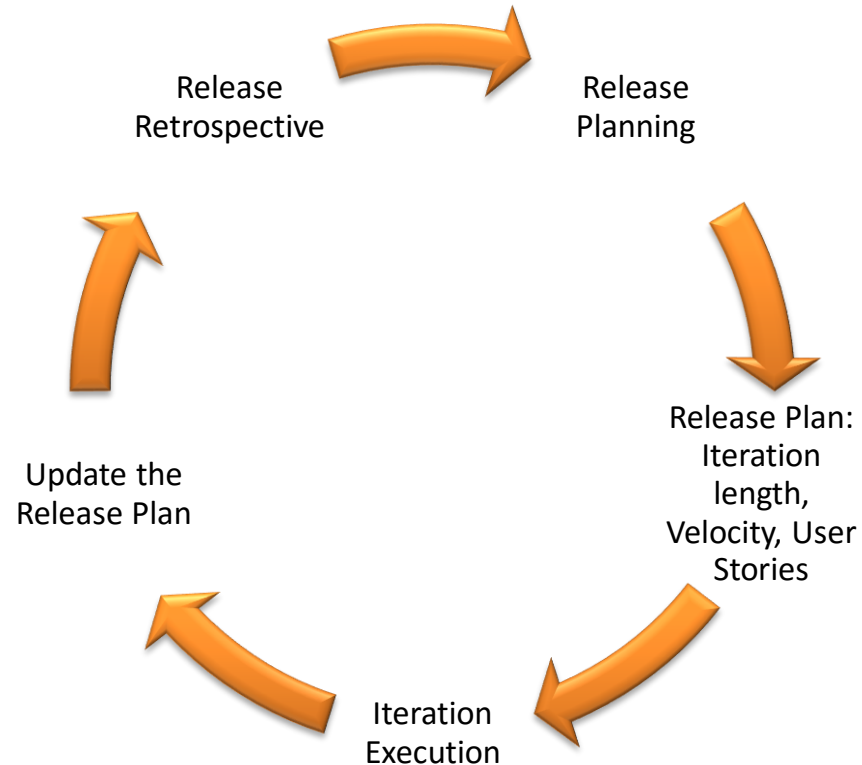 Release
Retrospective
Release
Planning
Release Plan:
Iteration
length,
Velocity, User
Stories
Iteration
Execution
Update the
Release Plan